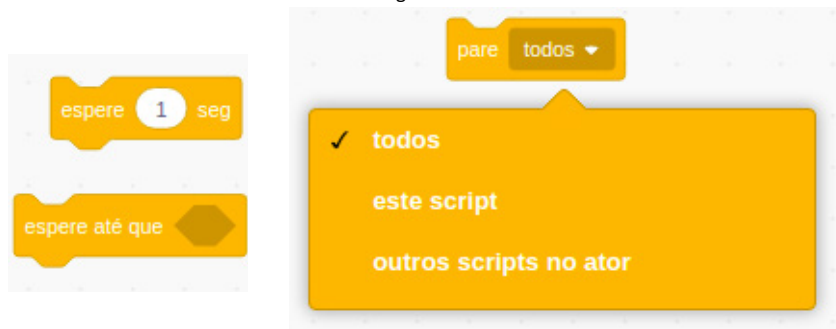 espere 1 seg
espere até que
pare todos
✓ todos
este script
outros scripts no ator